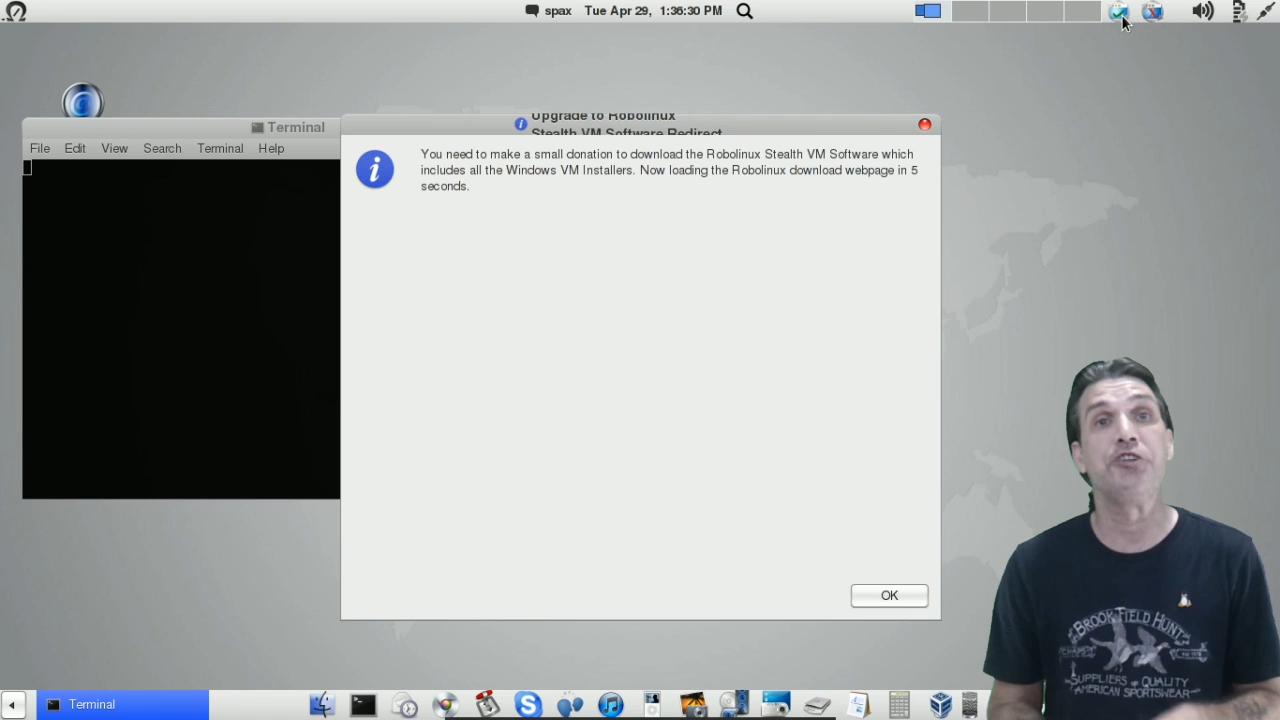 spax Tue Apr 29, 1:36:30 PM
Terminal
File Edit View Search Terminal Help
Upgrade to Robolinux
Stealth VM Software Redirect
You need to make a small donation to download the Robolinux Stealth VM Software which
includes all the Windows VM Installers. Now loading the Robolinux download webpage in 5
seconds.
OK
BROOKFIELD HUNT
SUPPLIERS of QUALITY
AMERICAN SPORTSWEAR
Terminal